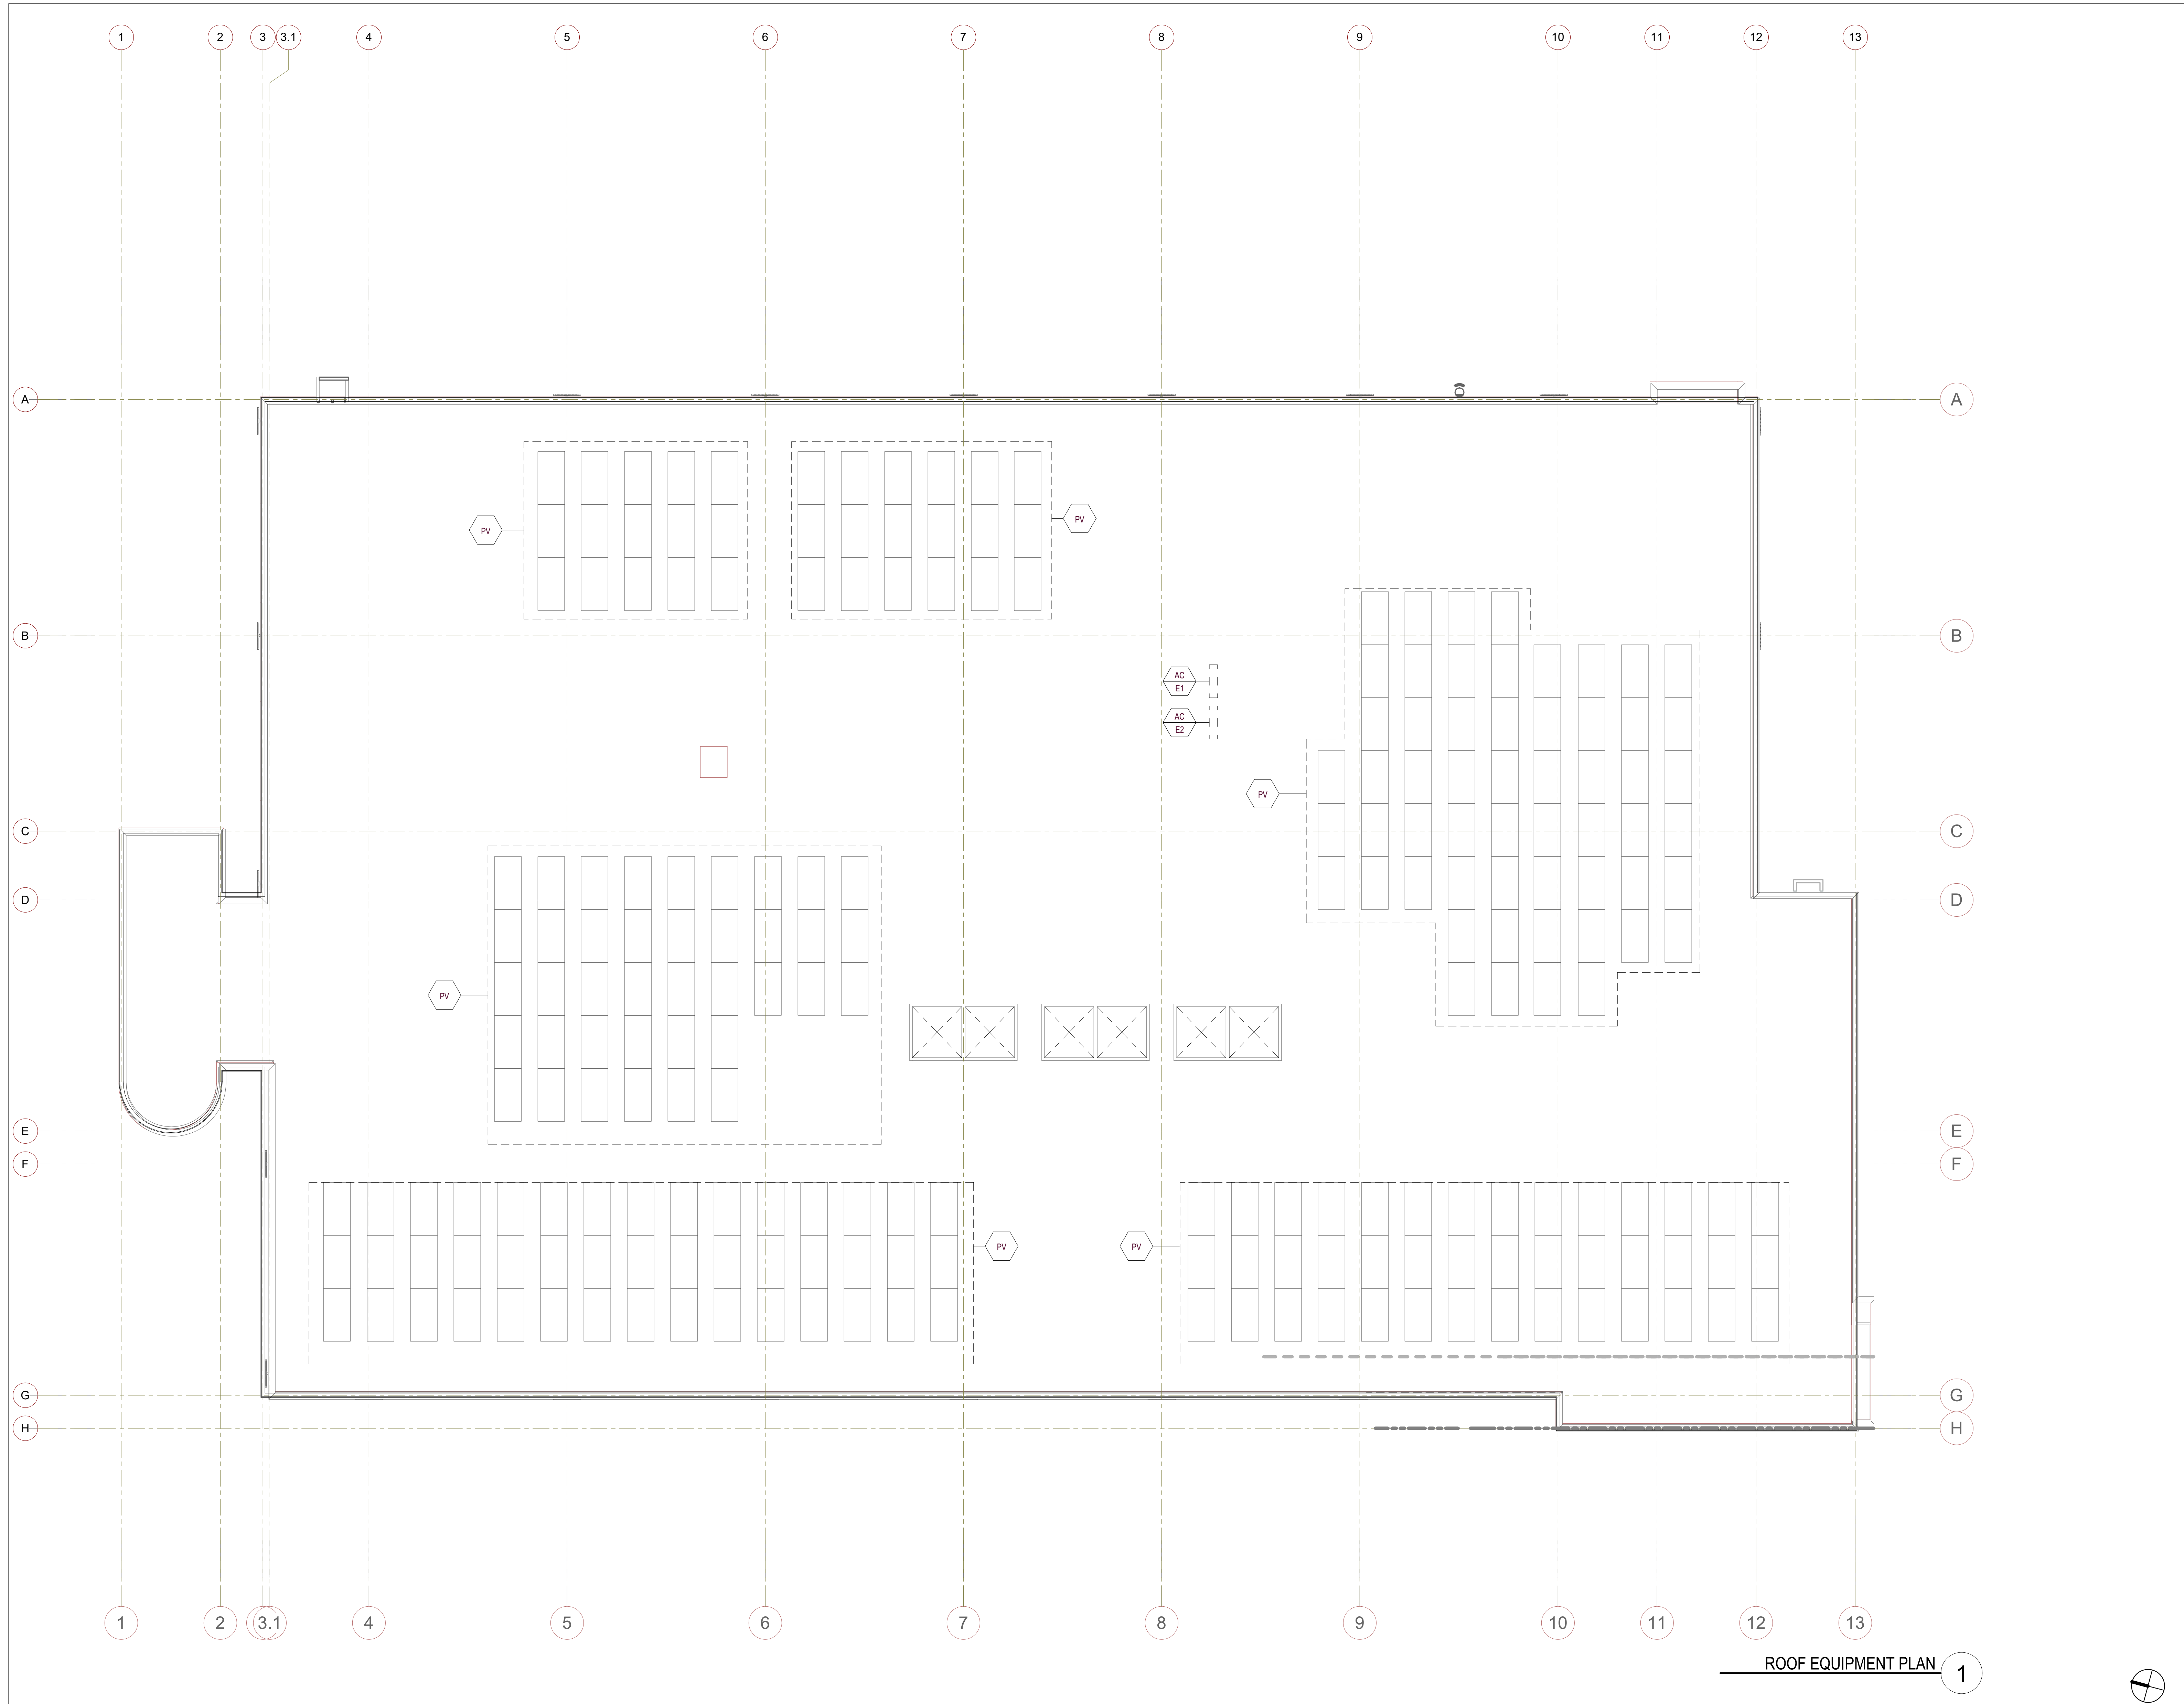 1 2 3 3.1 4 5 6 7 8 9 10 11 12 13
A A
PV PV
B B
AC
E1
AC
E2
PV
C C
D D
PV
E E
F F
PV PV
G G
H H
1 2 3.1 4 5 6 7 8 9 10 11 12 13
ROOF EQUIPMENT PLAN 1